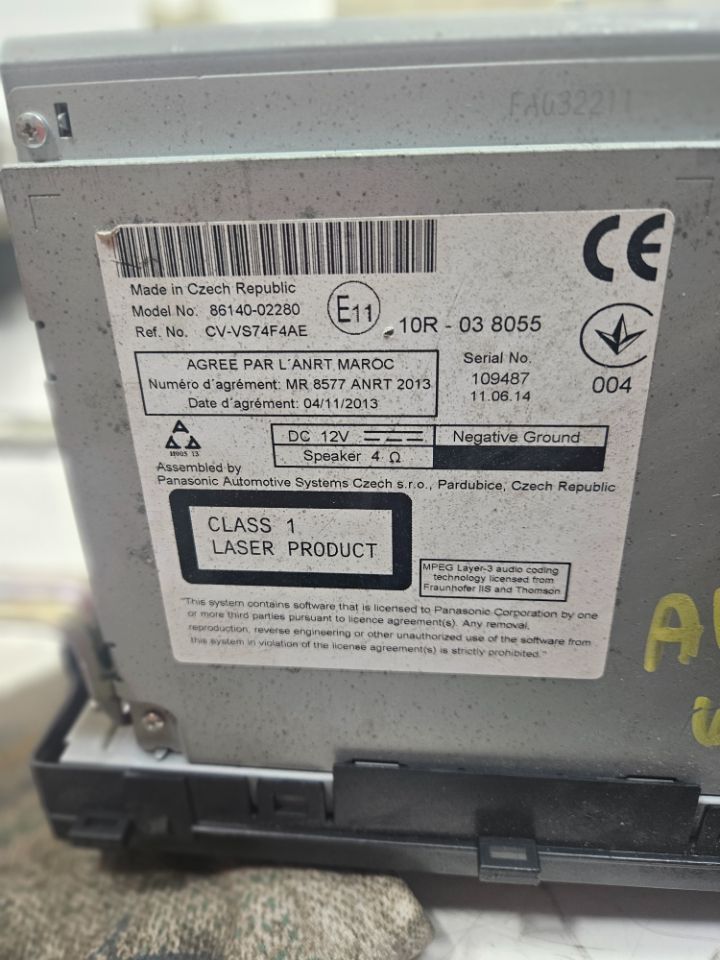 FAG32211
CE
Made in Czech Republic
Model No: 86140-02280
Ref. No. CV-VS74F4AE
E11
10R - 03 8055
Serial No.
109487
11.06.14
004
AGREE PAR L'ANRT MAROC
Numéro d'agrément: MR 8577 ANRT 2013
Date d'agrément: 04/11/2013
DC 12V
Negative Ground
Speaker 4 Ω
Assembled by
Panasonic Automotive Systems Czech s.r.o., Pardubice, Czech Republic
CLASS 1
LASER PRODUCT
MPEG Layer-3 audio coding
technology licensed from
Fraunhofer IIS and Thomson
"This system contains software that is licensed to Panasonic Corporation by one
or more third parties pursuant to licence agreement(s). Any removal,
reproduction, reverse engineering or other unauthorized use of the software from
this system in violation of the license agreement(s) is strictly prohibited."